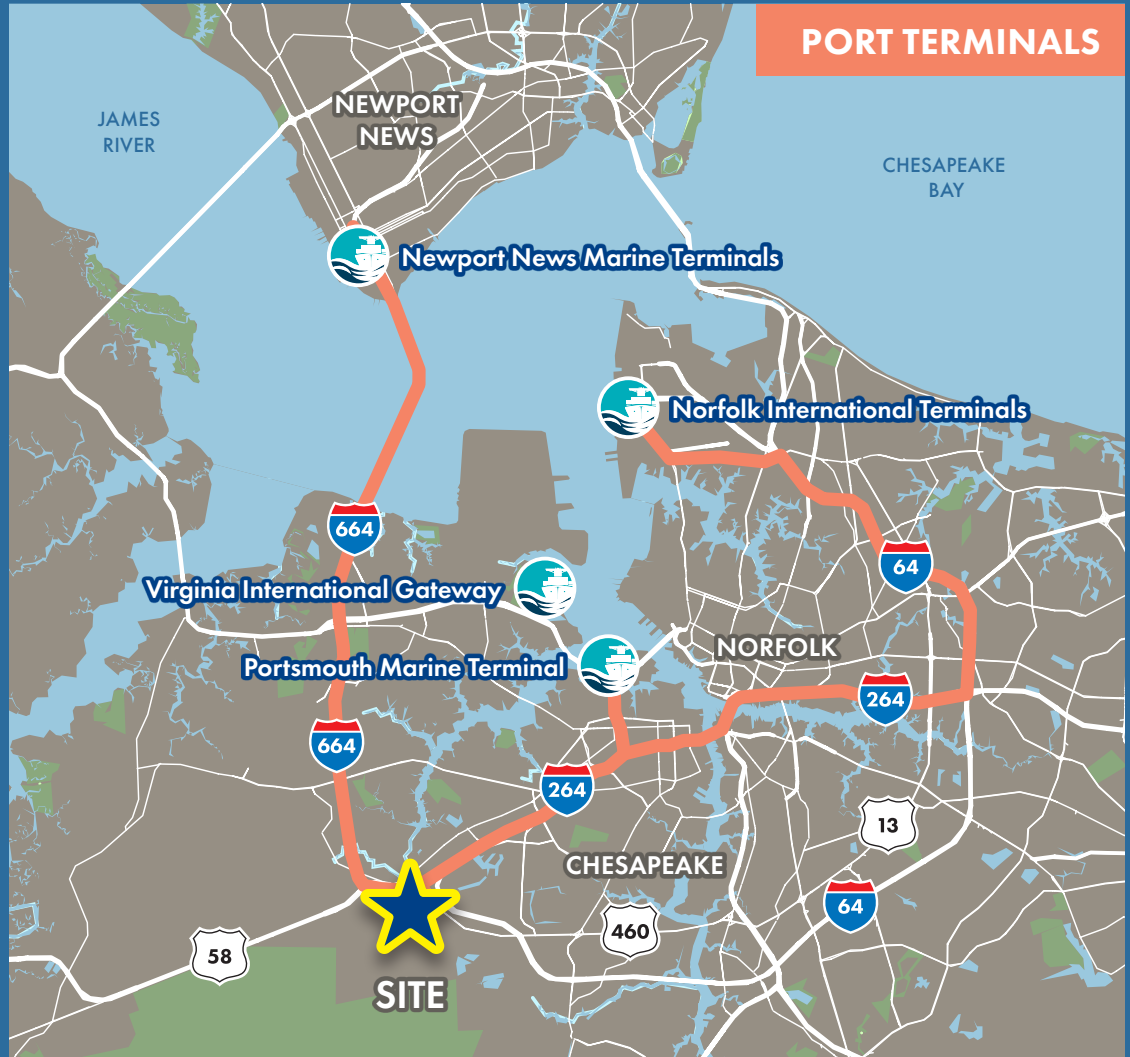 PORT TERMINALS
NEWPORT
NEWS
JAMES
RIVER
CHESAPEAKE
BAY
Newport News Marine Terminals
Norfolk International Terminals
664
64
Virginia International Gateway
NORFOLK
Portsmouth Marine Terminal
264
664
264
13
CHESAPEAKE
64
460
58
SITE